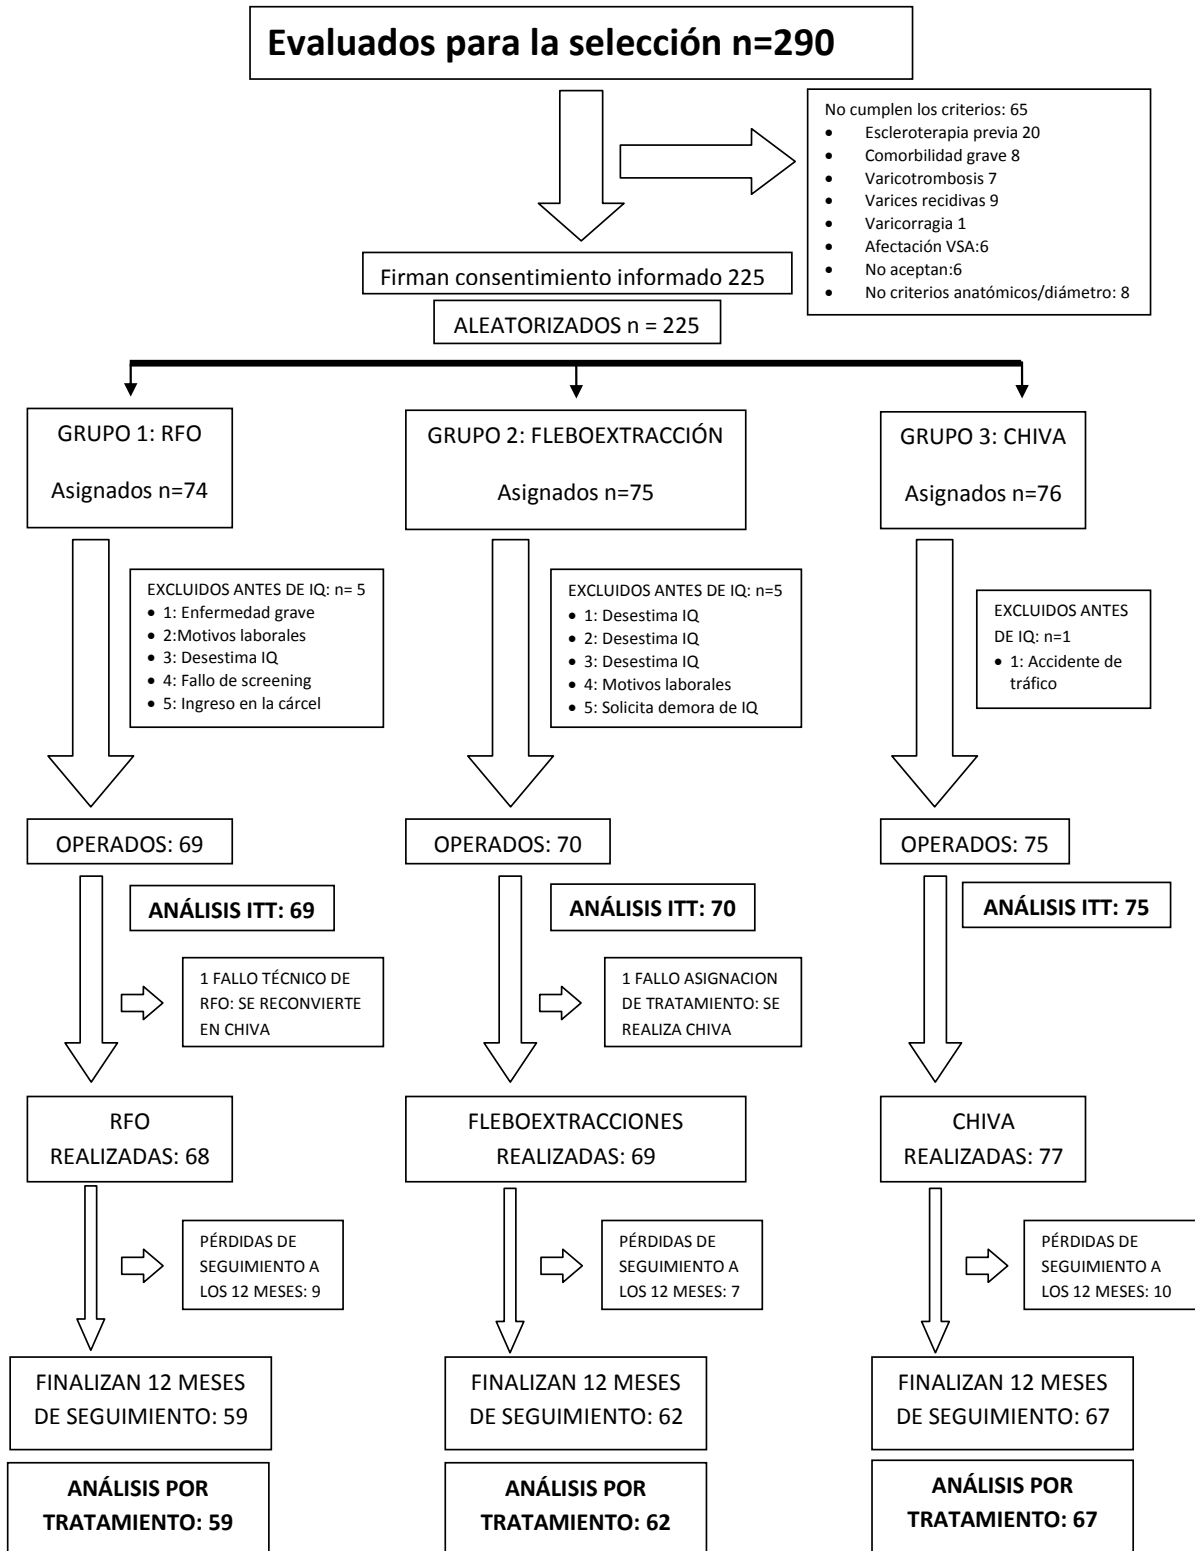 Evaluados para la selección n=290
No cumplen los criterios: 65
• Escleroterapia previa 20
• Comorbilidad grave 8
• Varicotrombosis 7
• Varices recidivas 9
• Varicorragia 1
• Afectación VSA:6
• No aceptan:6
• No criterios anatómicos/diámetro: 8
Firman consentimiento informado 225
ALEATORIZADOS n = 225
GRUPO 1: RFO
Asignados n=74
GRUPO 2: FLEBOEXTRACCIÓN
Asignados n=75
GRUPO 3: CHIVA
Asignados n=76
EXCLUIDOS ANTES DE IQ: n= 5
• 1: Enfermedad grave
• 2:Motivos laborales
• 3: Desestima IQ
• 4: Fallo de screening
• 5: Ingreso en la cárcel
EXCLUIDOS ANTES DE IQ: n=5
• 1: Desestima IQ
• 2: Desestima IQ
• 3: Desestima IQ
• 4: Motivos laborales
• 5: Solicita demora de IQ
EXCLUIDOS ANTES
DE IQ: n=1
• 1: Accidente de
tráfico
OPERADOS: 69
OPERADOS: 70
OPERADOS: 75
ANÁLISIS ITT: 69
ANÁLISIS ITT: 70
ANÁLISIS ITT: 75
1 FALLO TÉCNICO DE
RFO: SE RECONVIERTE
EN CHIVA
1 FALLO ASIGNACION
DE TRATAMIENTO: SE
REALIZA CHIVA
RFO
REALIZADAS: 68
FLEBOEXTRACCIONES
REALIZADAS: 69
CHIVA
REALIZADAS: 77
PÉRDIDAS DE
SEGUIMIENTO A
LOS 12 MESES: 9
PÉRDIDAS DE
SEGUIMIENTO A
LOS 12 MESES: 7
PÉRDIDAS DE
SEGUIMIENTO A
LOS 12 MESES: 10
FINALIZAN 12 MESES
DE SEGUIMIENTO: 59
FINALIZAN 12 MESES
DE SEGUIMIENTO: 62
FINALIZAN 12 MESES
DE SEGUIMIENTO: 67
ANÁLISIS POR
TRATAMIENTO: 59
ANÁLISIS POR
TRATAMIENTO: 62
ANÁLISIS POR
TRATAMIENTO: 67